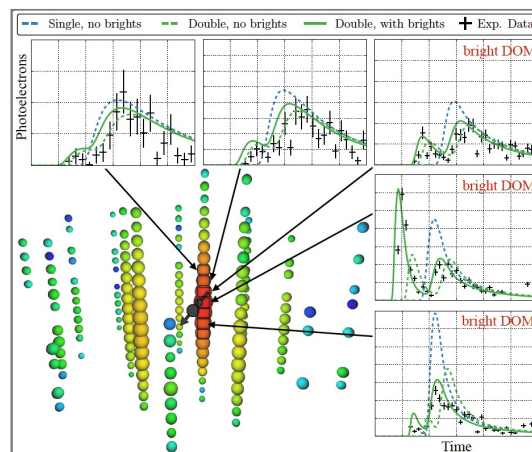 Single, no brights Double, no brights Double, with brights Exp. Data
Photoelectrons
bright DOM
bright DOM
bright DOM
Time